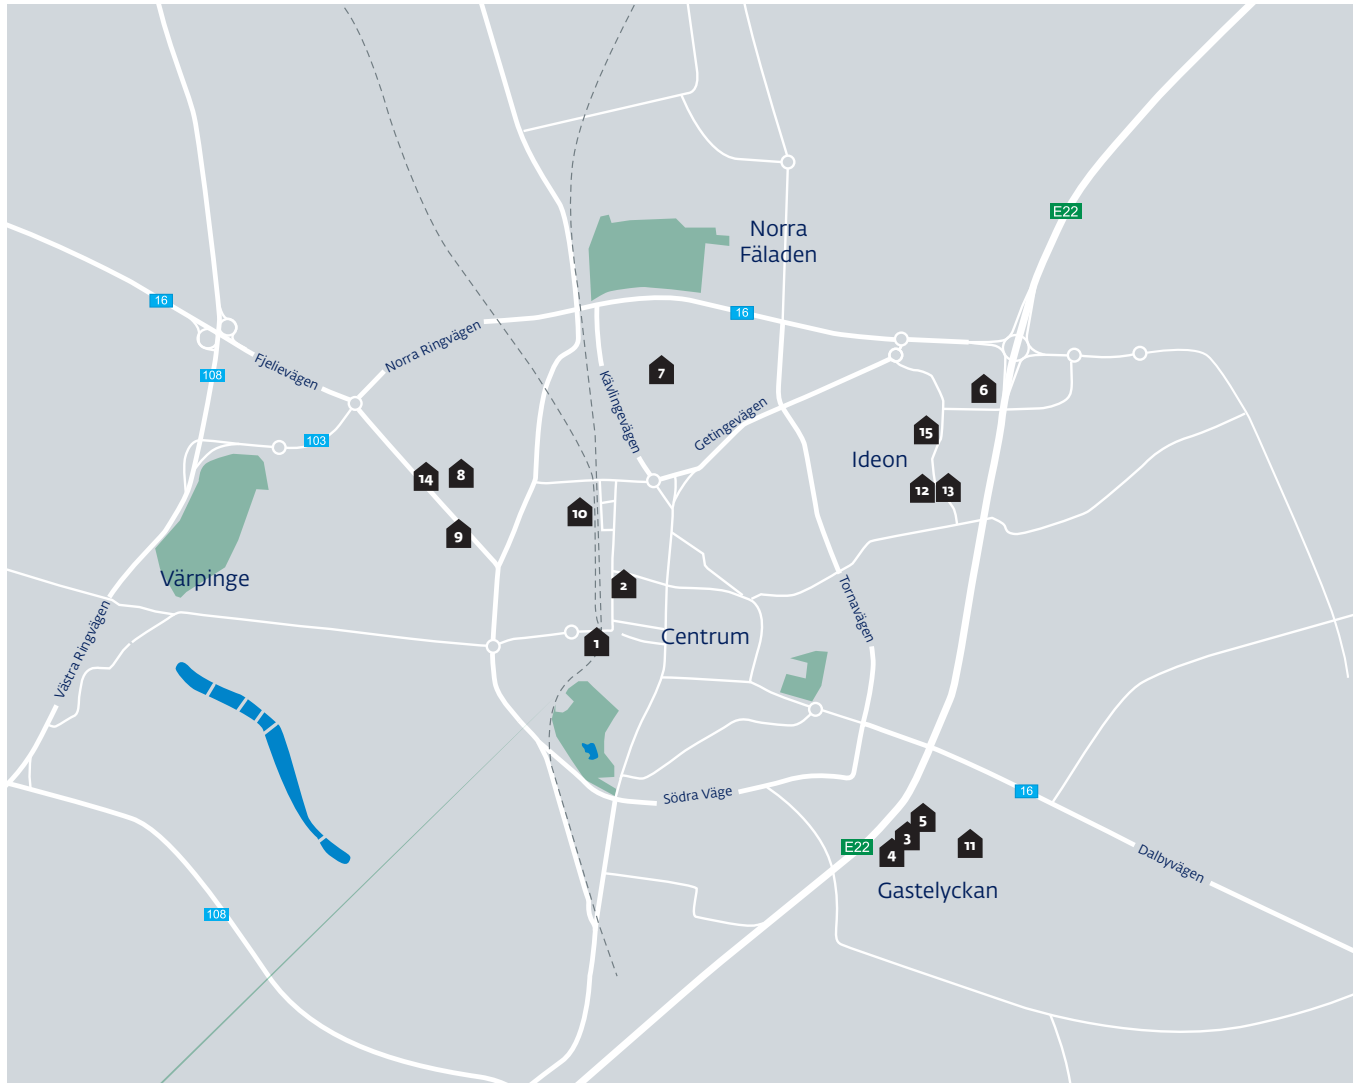 E22
Norra
Fäladen
16
16
Norra Ringvägen
Fjelievägen
108
7
Kävlingevägen
6
Getingevägen
15
103
Ideon
14
8
12
13
10
9
Värpinge
2
Tornavägen
Västra Ringvägen
1
Centrum
Södra Väge
16
5
3
4
11
E22
Dalbyvägen
Gastelyckan
108